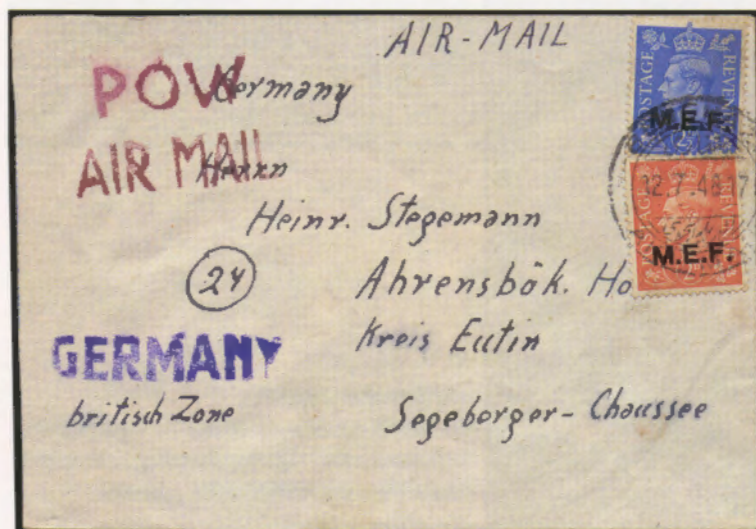 AIR-MAIL
POW
Germany
AIR MAIL
Herrn
Heinr. Stegemann
24
Ahrensbök. Ho
GERMANY
Kreis Eutin
britisch Zone
Segeberger-Chaussee
POSTAGE REVENUE
M.E.F.
POSTAGE REVENUE
M.E.F.